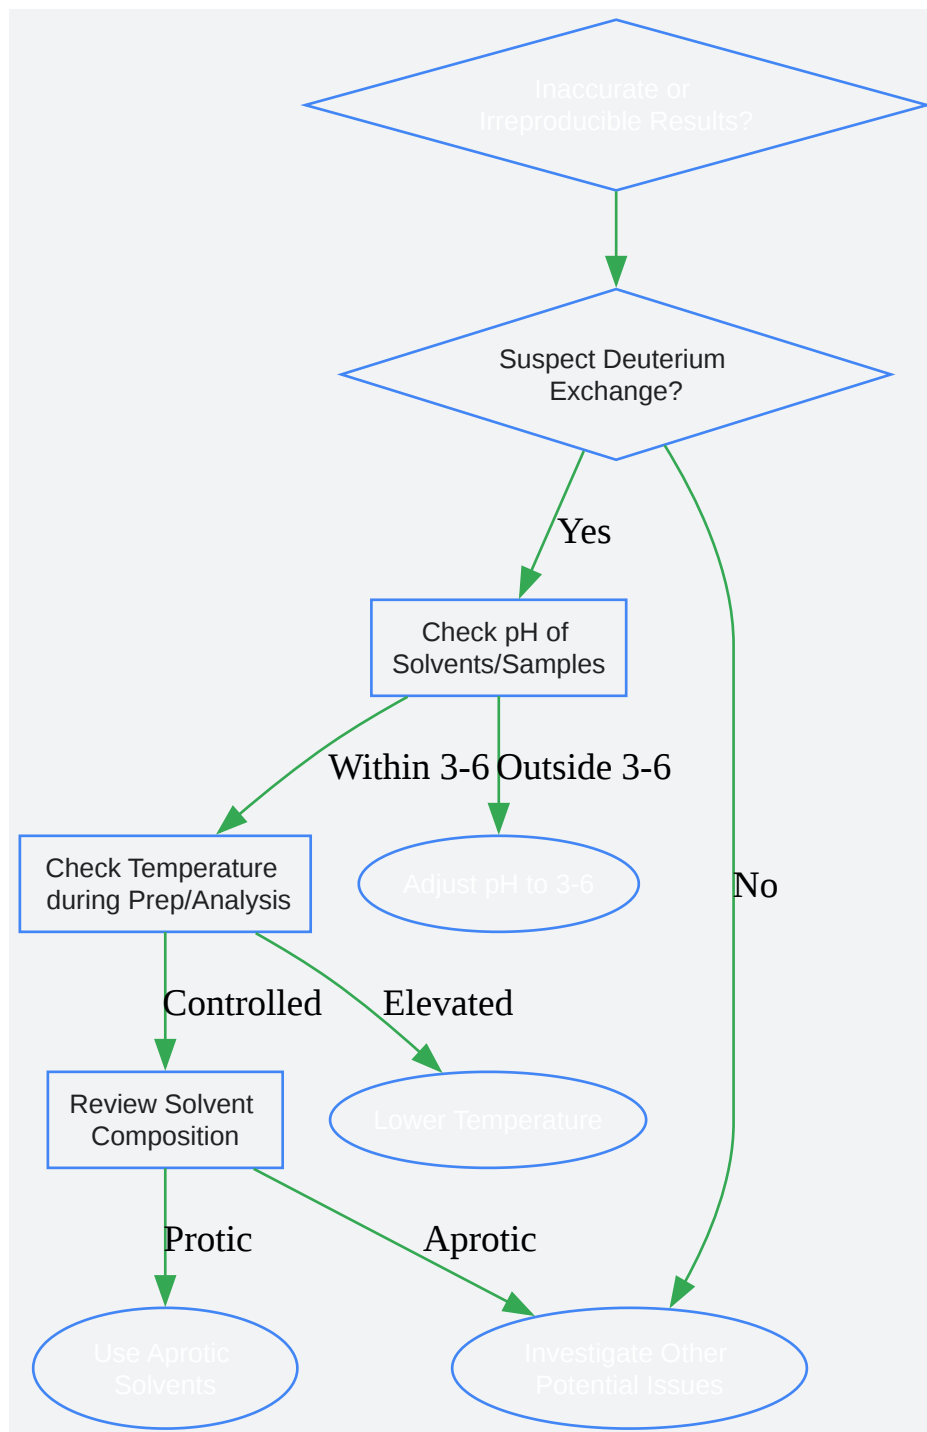 Inaccurate or
Irreproducible Results?
Suspect Deuterium
Exchange?
Yes
Check pH of
Solvents/Samples
Within 3-6
Outside 3-6
Check Temperature
during Prep/Analysis
Adjust pH to 3-6
No
Controlled
Elevated
Review Solvent
Composition
Lower Temperature
Protic
Aprotic
Use Aprotic
Solvents
Investigate Other
Potential Issues